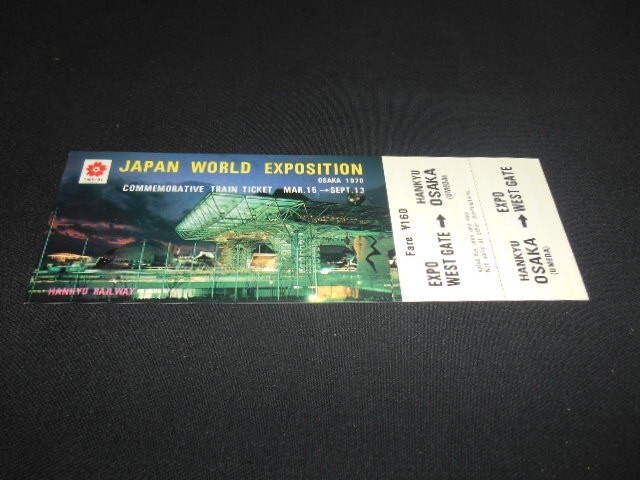 JAPAN WORLD EXPOSITION
OSAKA 1970
COMMEMORATIVE TRAIN TICKET MAR.15→SEPT.13
HANKYU RAILWAY
Fare ¥160
EXPO HANKYU
WEST GATE → OSAKA
(UMEDA)
HANKYU EXPO
OSAKA → WEST GATE
(UMEDA)